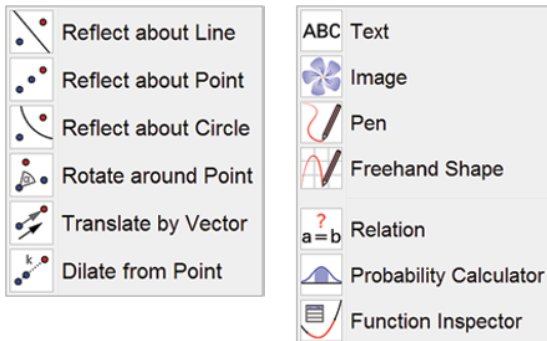 Reflect about Line
Reflect about Point
Reflect about Circle
Rotate around Point
α
Translate by Vector
k
Dilate from Point
ABC Text
Image
Pen
Freehand Shape
?
a=b Relation
Probability Calculator
Function Inspector